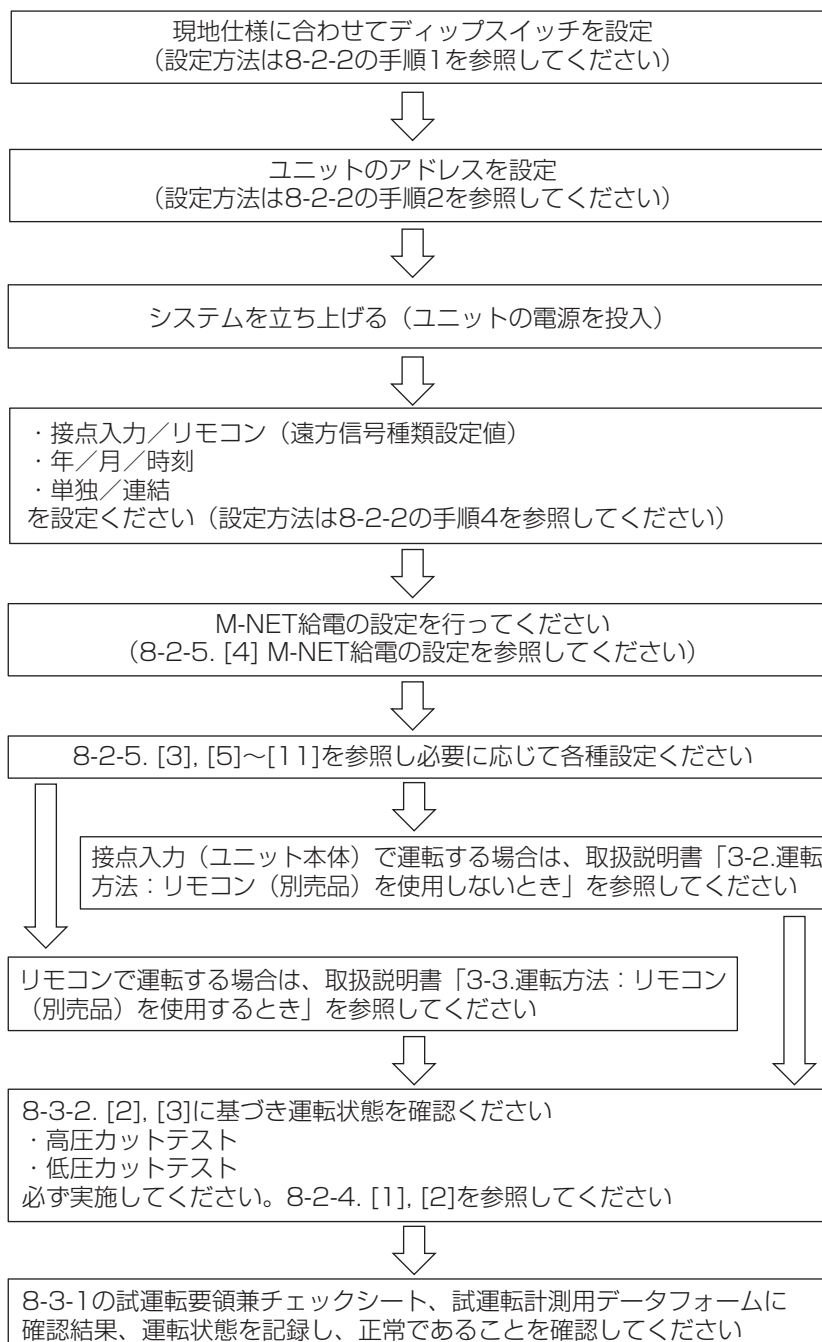 現地仕様に合わせてディップスイッチを設定
（設定方法は8-2-2の手順1を参照してください）
ユニットのアドレスを設定
（設定方法は8-2-2の手順2を参照してください）
システムを立ち上げる（ユニットの電源を投入）
・接点入力／リモコン（遠方信号種類設定値）
・年／月／時刻
・単独／連結
を設定ください（設定方法は8-2-2の手順4を参照してください）
M-NET給電の設定を行ってください
（8-2-5. [4] M-NET給電の設定を参照してください）
8-2-5. [3], [5]～[11]を参照し必要に応じて各種設定ください
接点入力（ユニット本体）で運転する場合は、取扱説明書「3-2.運転
方法：リモコン（別売品）を使用しないとき」を参照してください
リモコンで運転する場合は、取扱説明書「3-3.運転方法：リモコン
（別売品）を使用するとき」を参照してください
8-3-2. [2], [3]に基づき運転状態を確認ください
・高圧カットテスト
・低圧カットテスト
必ず実施してください。8-2-4. [1], [2]を参照してください
8-3-1の試運転要領兼チェックシート、試運転計測用データフォームに
確認結果、運転状態を記録し、正常であることを確認してください